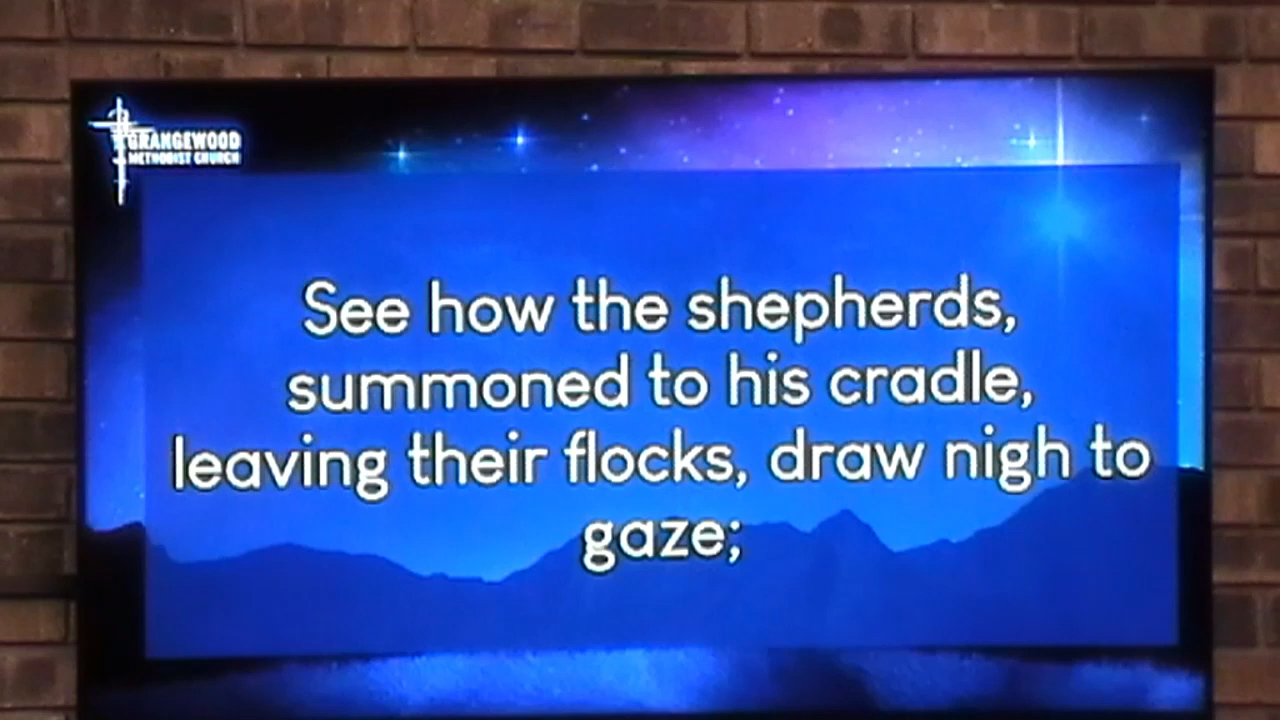 GRANGEWOOD
METHODIST CHURCH
See how the shepherds,
summoned to his cradle,
leaving their flocks, draw nigh to
gaze;